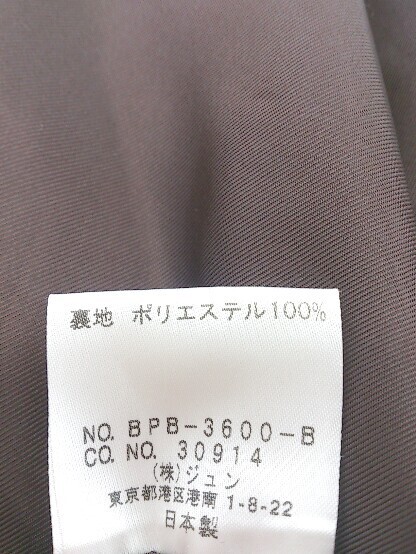 裏地 ポリエステル100%
NO. BPB-3600-B
CO. NO. 30914
(株)ジュン
東京都港区港南 1-8-22
日本製